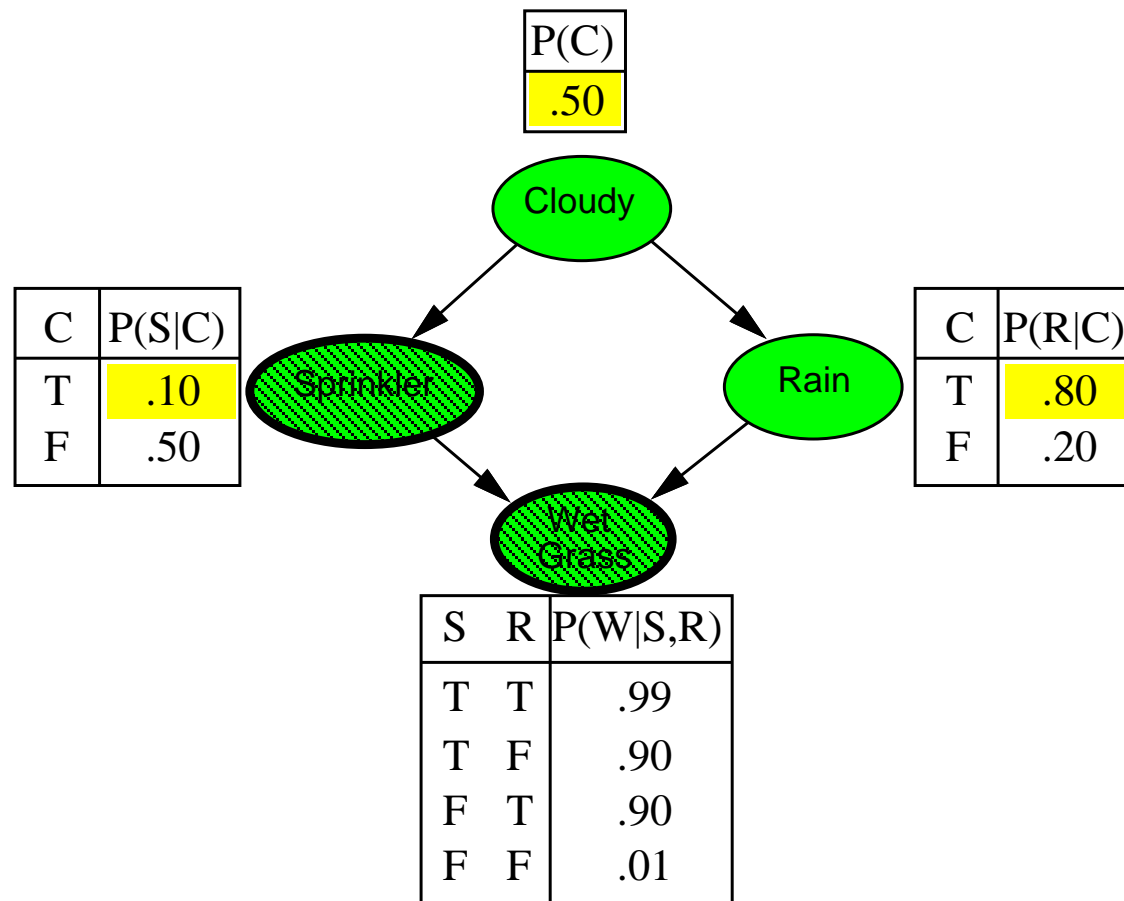 P(C)
.50
Cloudy
C P(S|C)
T .10
F .50
Sprinkler
Rain
C P(R|C)
T .80
F .20
Wet
Grass
S R P(W|S,R)
T T .99
T F .90
F T .90
F F .01